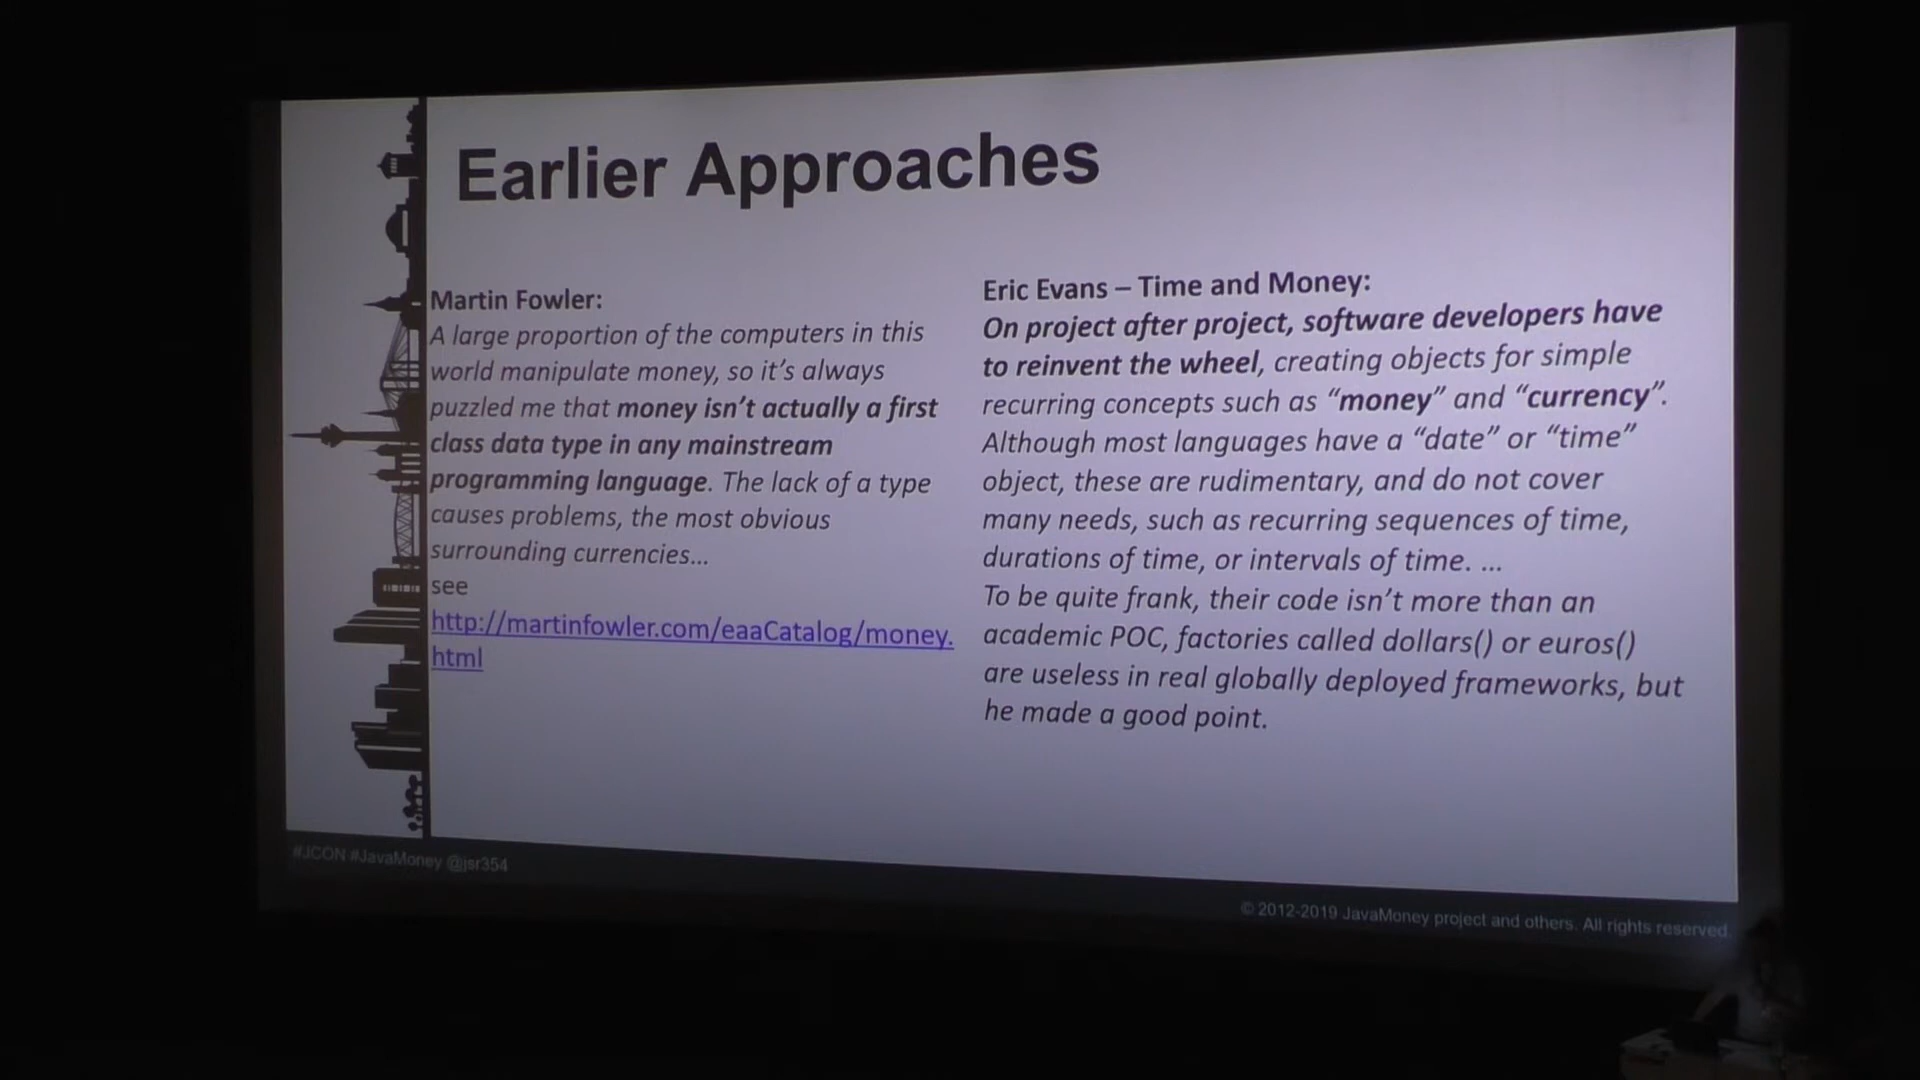 Earlier Approaches
Martin Fowler:
A large proportion of the computers in this
world manipulate money, so it’s always
puzzled me that money isn’t actually a first
class data type in any mainstream
programming language. The lack of a type
causes problems, the most obvious
surrounding currencies...
see
http://martinfowler.com/eaaCatalog/money.
html
Eric Evans – Time and Money:
On project after project, software developers have
to reinvent the wheel, creating objects for simple
recurring concepts such as “money” and “currency”.
Although most languages have a “date” or “time”
object, these are rudimentary, and do not cover
many needs, such as recurring sequences of time,
durations of time, or intervals of time. ...
To be quite frank, their code isn’t more than an
academic POC, factories called dollars() or euros()
are useless in real globally deployed frameworks, but
he made a good point.
#JCON #JavaMoney @jsr354
© 2012-2019 JavaMoney project and others. All rights reserved.